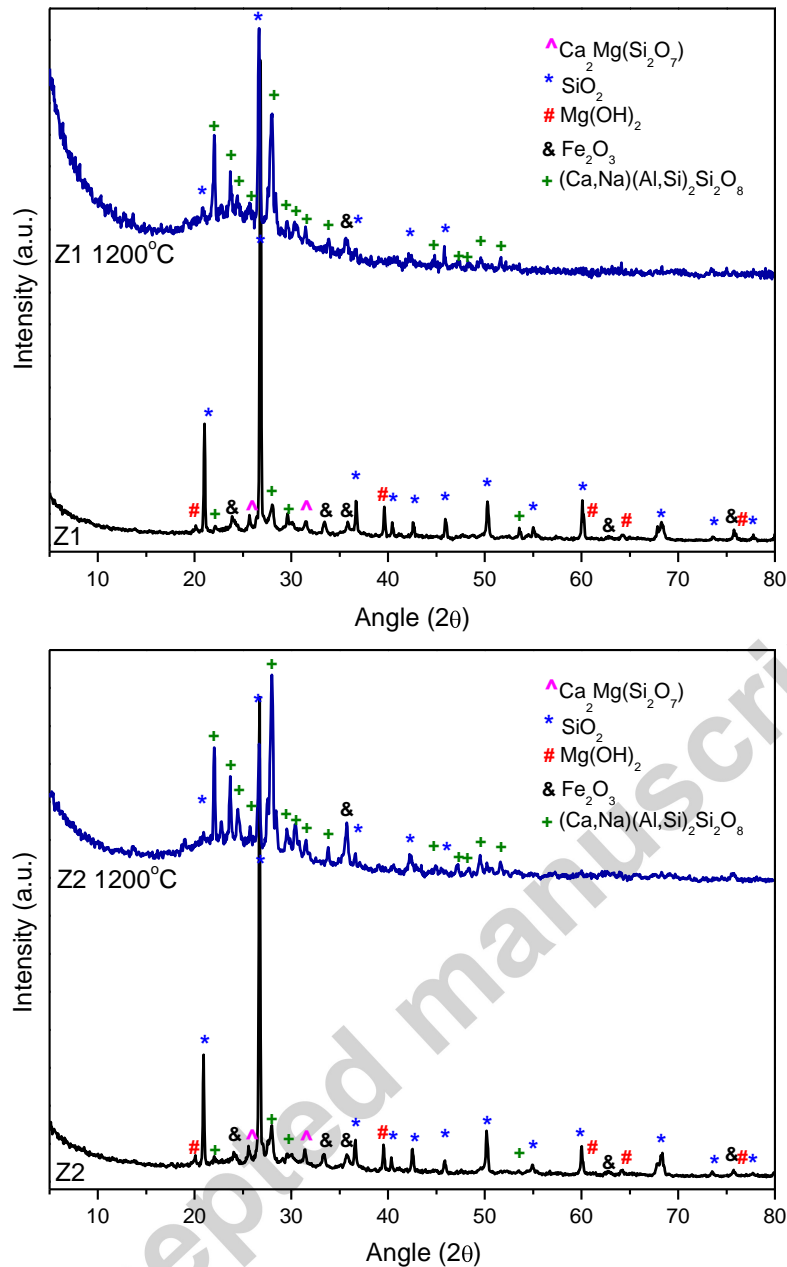 ^Ca2Mg(Si2O7)
* SiO2
# Mg(OH)2
& Fe2O3
+ (Ca,Na)(Al,Si)2Si2O8
Z1 1200°C
Z1
Intensity (a.u.)
10 20 30 40 50 60 70 80
Angle (2θ)
^Ca2Mg(Si2O7)
* SiO2
# Mg(OH)2
& Fe2O3
+ (Ca,Na)(Al,Si)2Si2O8
Z2 1200°C
Z2
Intensity (a.u.)
10 20 30 40 50 60 70 80
Angle (2θ)
epted manuscri